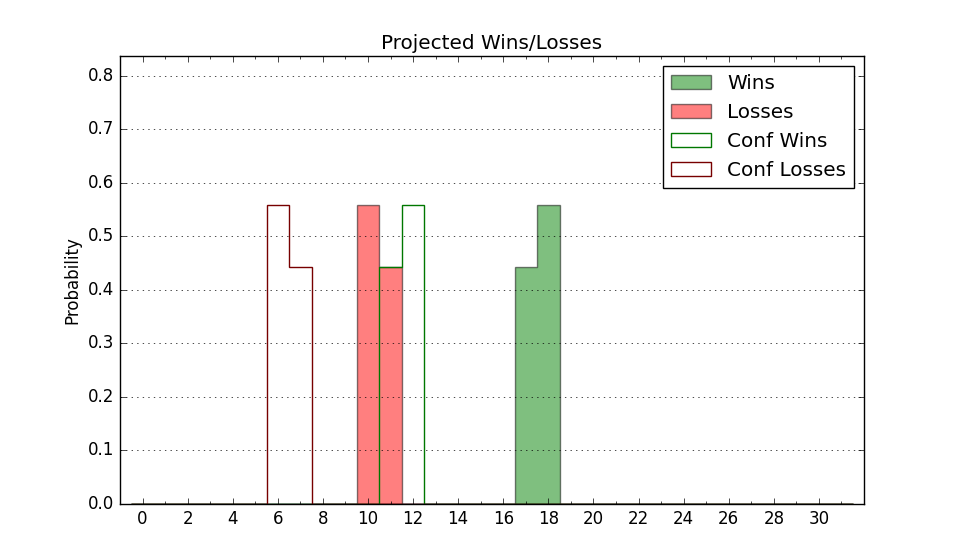 Projected Wins/Losses
Wins
Losses
Conf Wins
Conf Losses
Probability
0.8
0.7
0.6
0.5
0.4
0.3
0.2
0.1
0.0
0 2 4 6 8 10 12 14 16 18 20 22 24 26 28 30